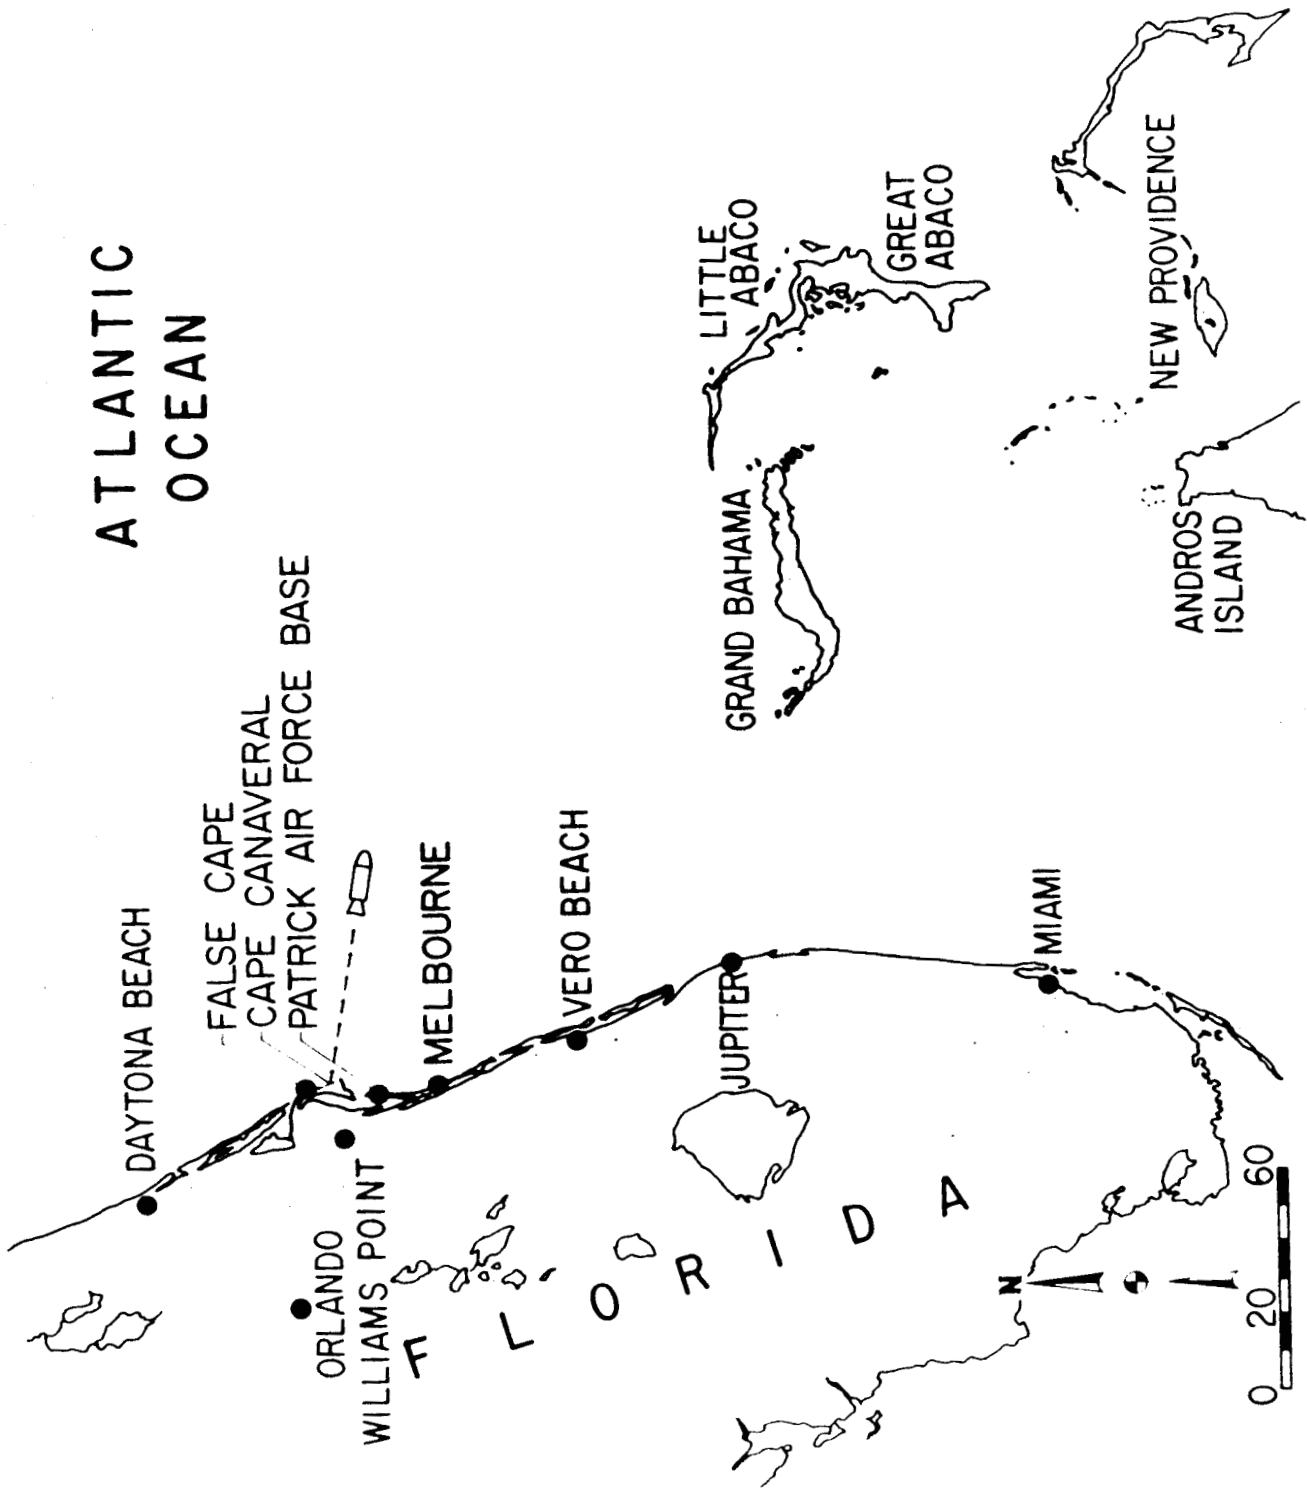 ATLANTIC
OCEAN
DAYTONA BEACH
FALSE CAPE
CAPE CANAVERAL
PATRICK AIR FORCE BASE
ORLANDO
WILLIAMS POINT
MELBOURNE
VERO BEACH
JUPITER
MIAMI
FLORIDA
LITTLE
ABACO
GREAT
ABACO
GRAND BAHAMA
NEW PROVIDENCE
ANDROS
ISLAND
N
0 20 60